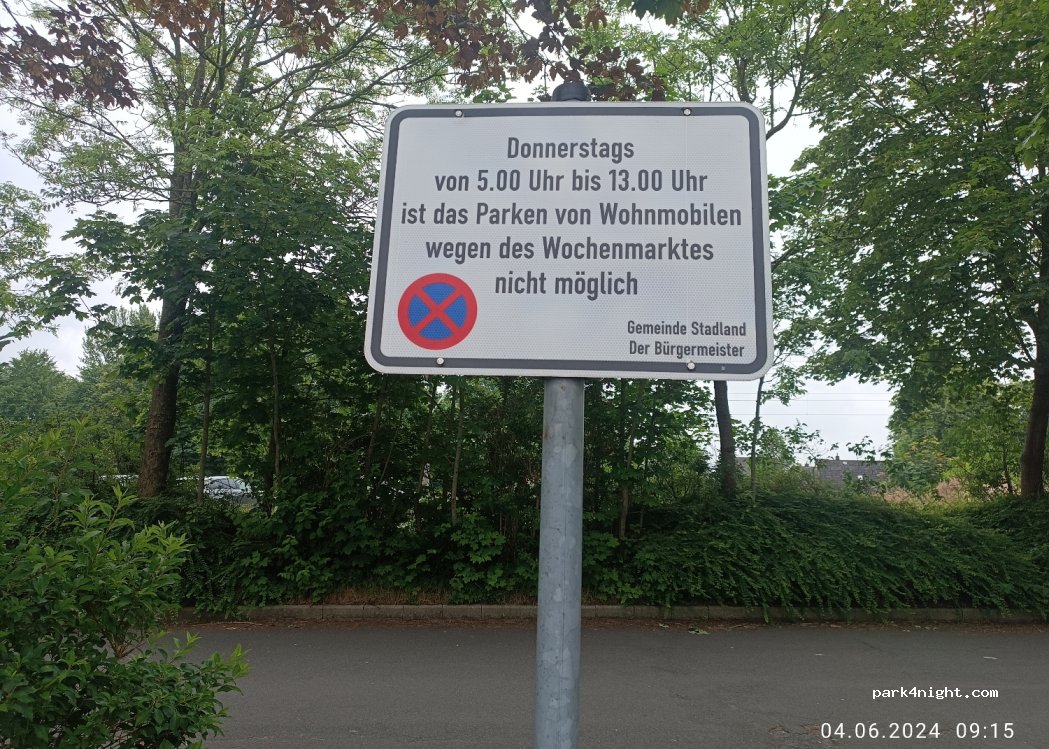 Donnerstags
von 5.00 Uhr bis 13.00 Uhr
ist das Parken von Wohnmobilen
wegen des Wochenmarktes
nicht möglich
Gemeinde Stadland
Der Bürgermeister
park4night.com
04.06.2024 09:15